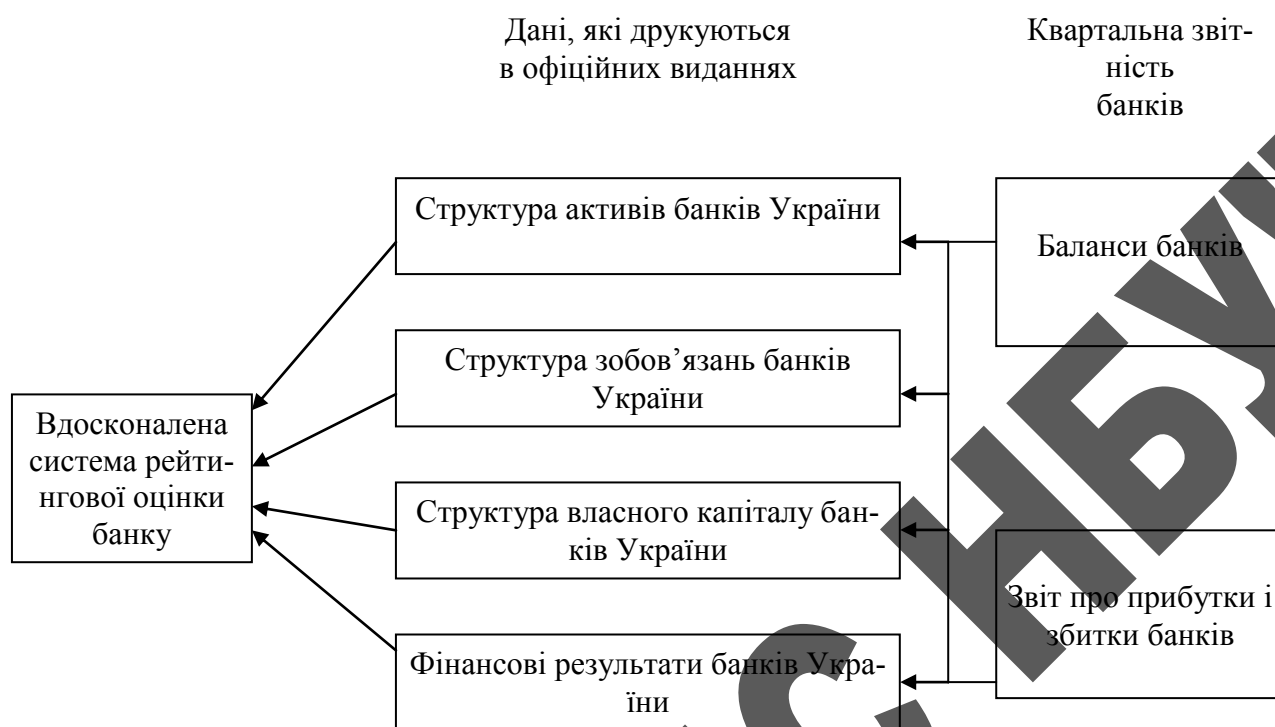 Дані, які друкуються
в офіційних виданнях
Квартальна звіт-
ність
банків
Структура активів банків України
Баланси банків
Структура зобов’язань банків
України
Вдосконалена
система рейти-
нгової оцінки
банку
Структура власного капіталу бан-
ків України
Звіт про прибутки і
збитки банків
Фінансові результати банків Укра-
їни
С НБУ